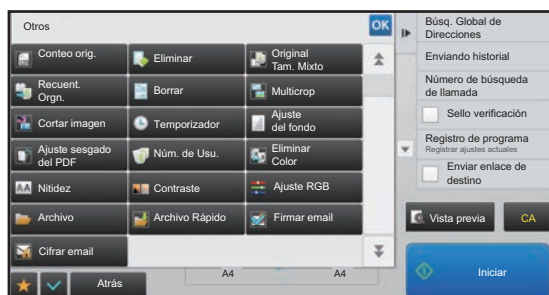 Otros
OK
Conteo orig.
Eliminar
Original
Tam. Mixto
Recuent.
Orgn.
Borrar
Multicrop
Cortar imagen
Temporizador
Ajuste
del fondo
Ajuste sesgado
del PDF
Núm. de Usu.
Eliminar
Color
AA
Nitidez
Contraste
Ajuste RGB
Archivo
Archivo Rápido
Firmar email
Cifrar email
Atrás
A4
A4
Búsq. Global de
Direcciones
Enviando historial
Número de búsqueda
de llamada
Sello verificación
Registro de programa
Registrar ajustes actuales
Enviar enlace de
destino
Vista previa
CA
Iniciar